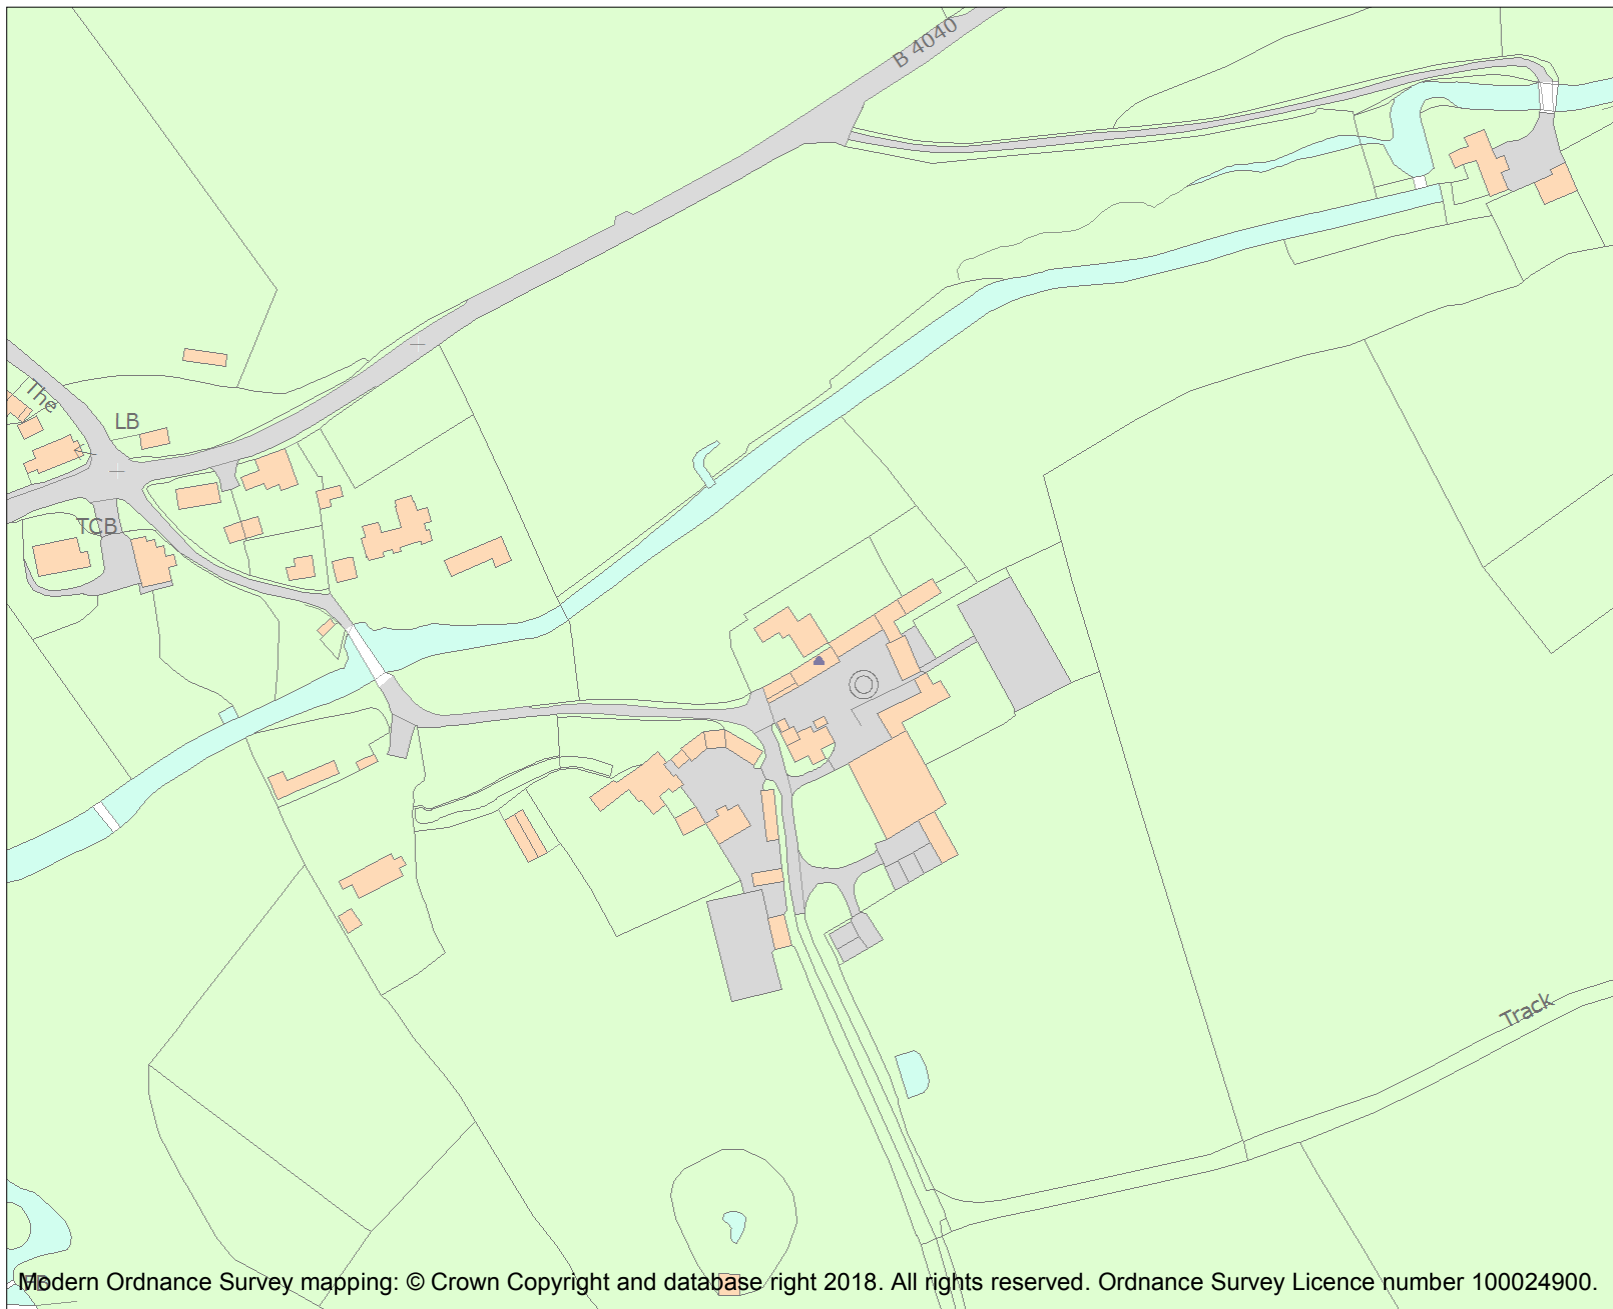 B 4040
The
LB
TCB
Track
Modern Ordnance Survey mapping: © Crown Copyright and database right 2018. All rights reserved. Ordnance Survey Licence number 100024900.